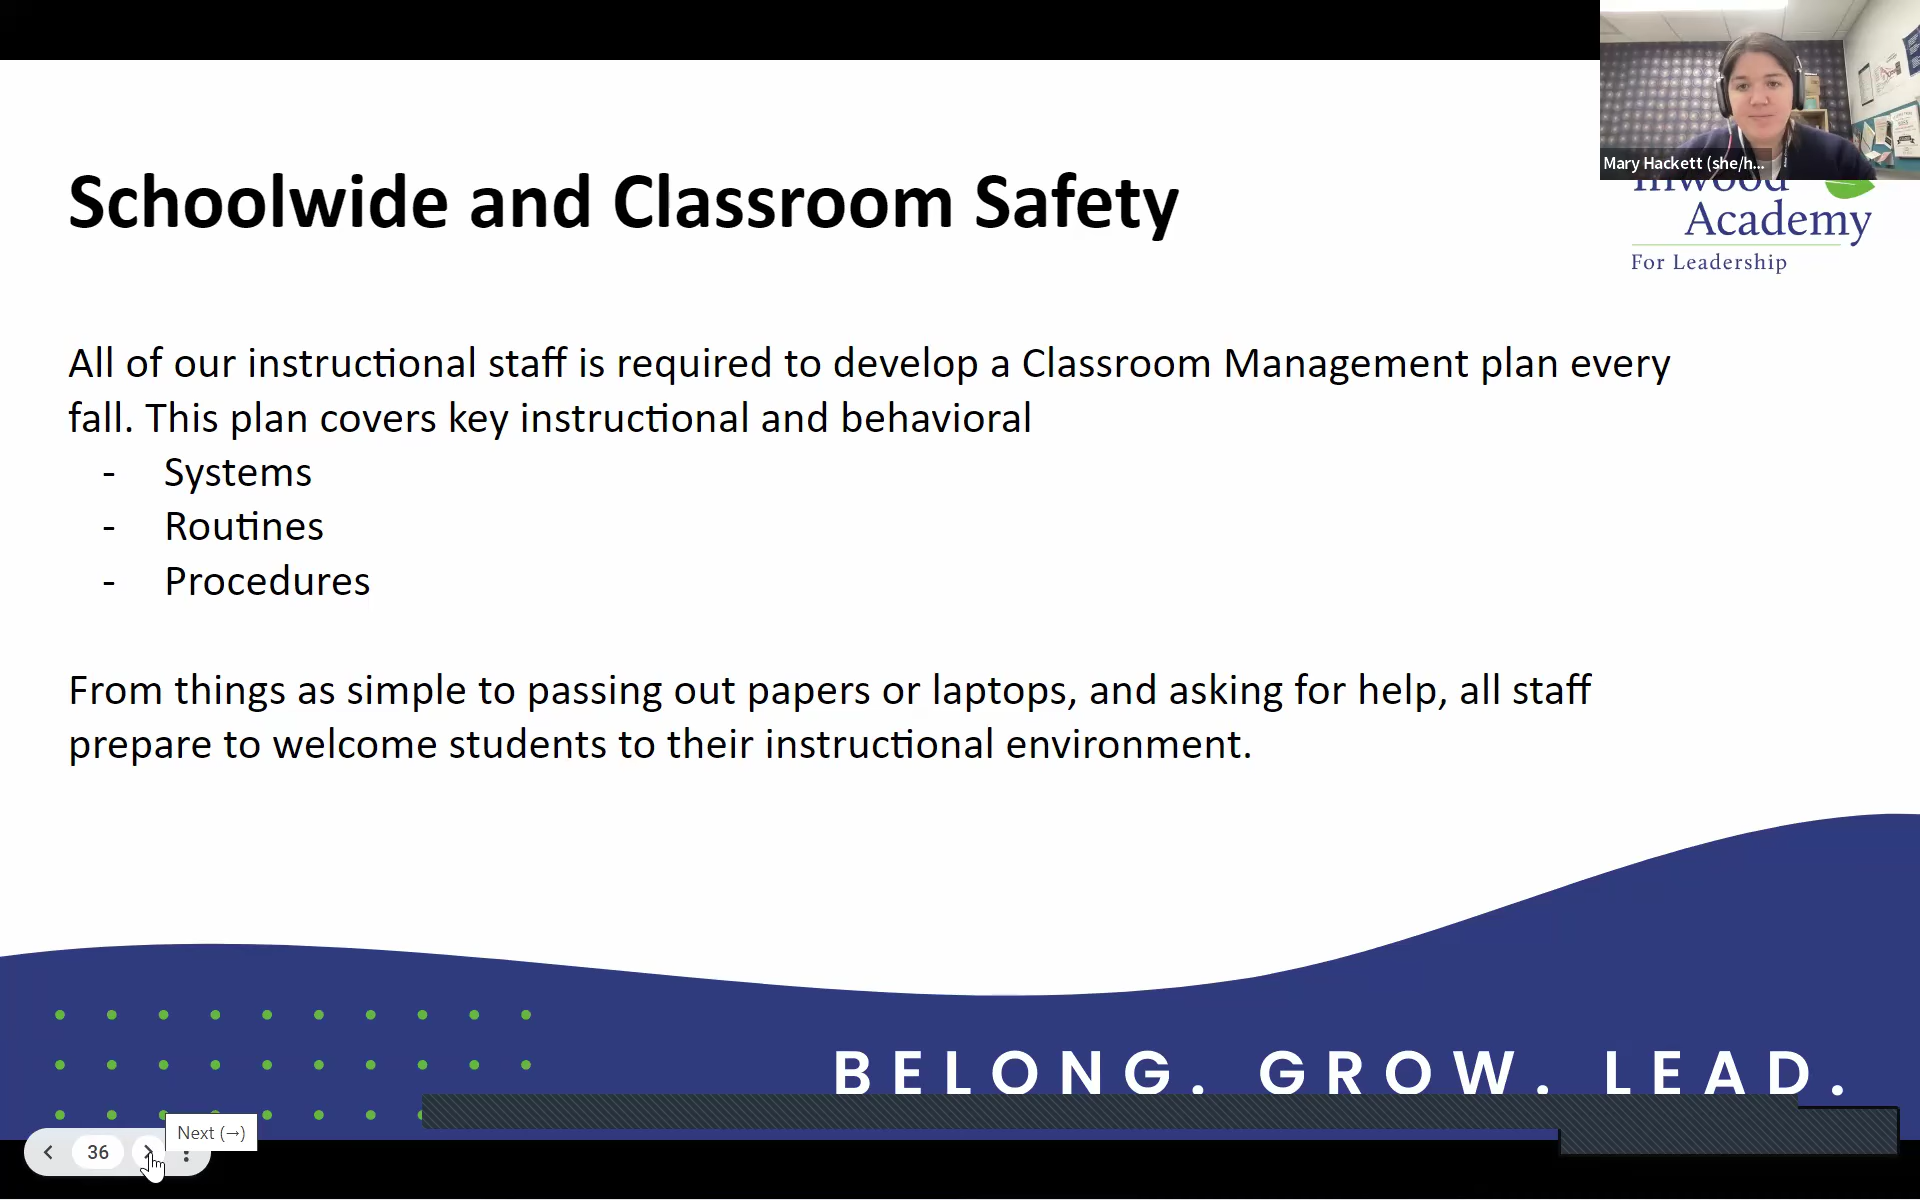 Mary Hackett (she/h...
Schoolwide and Classroom Safety
Inwood
Academy
For Leadership
All of our instructional staff is required to develop a Classroom Management plan every
fall. This plan covers key instructional and behavioral
- Systems
- Routines
- Procedures
From things as simple to passing out papers or laptops, and asking for help, all staff
prepare to welcome students to their instructional environment.
BELONG. GROW. LEAD.
Next (→)
36